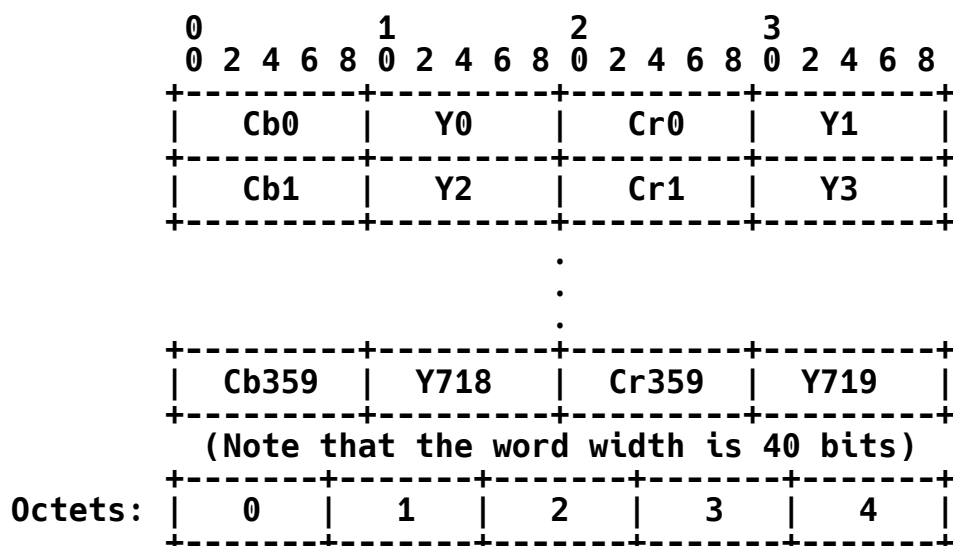 0 1 2 3
0 2 4 6 8 0 2 4 6 8 0 2 4 6 8 0 2 4 6 8
+---------+---------+---------+---------+
| Cb0 | Y0 | Cr0 | Y1 |
+---------+---------+---------+---------+
| Cb1 | Y2 | Cr1 | Y3 |
+---------+---------+---------+---------+
.
.
.
+---------+---------+---------+---------+
| Cb359 | Y718 | Cr359 | Y719 |
+---------+---------+---------+---------+
(Note that the word width is 40 bits)
+-------+-------+-------+-------+-------+
Octets: | 0 | 1 | 2 | 3 | 4 |
+-------+-------+-------+-------+-------+